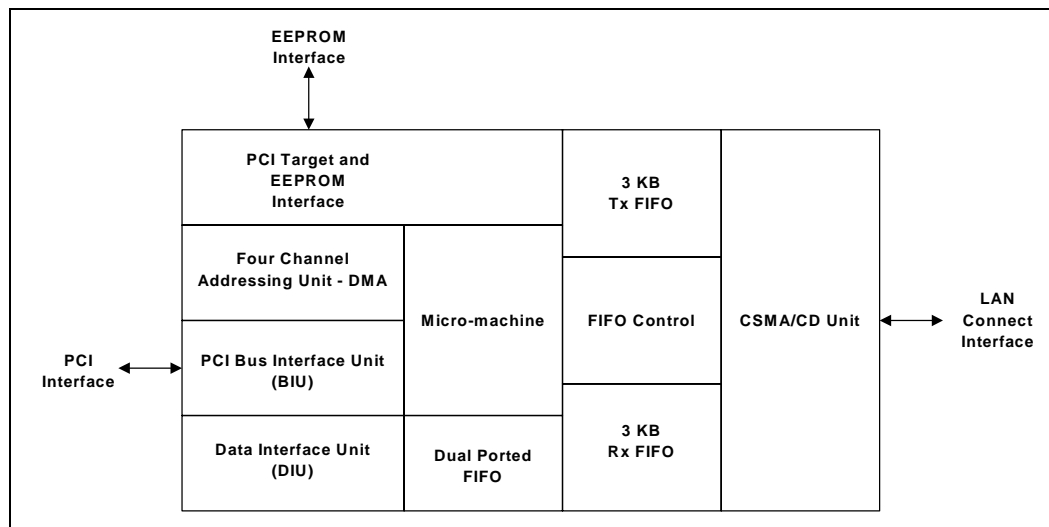 EEPROM
Interface
PCI Target and
EEPROM
Interface
3 KB
Tx FIFO
Four Channel
Addressing Unit - DMA
Micro-machine
FIFO Control
CSMA/CD Unit
LAN
Connect
Interface
PCI
Interface
PCI Bus Interface Unit
(BIU)
Data Interface Unit
(DIU)
Dual Ported
FIFO
3 KB
Rx FIFO